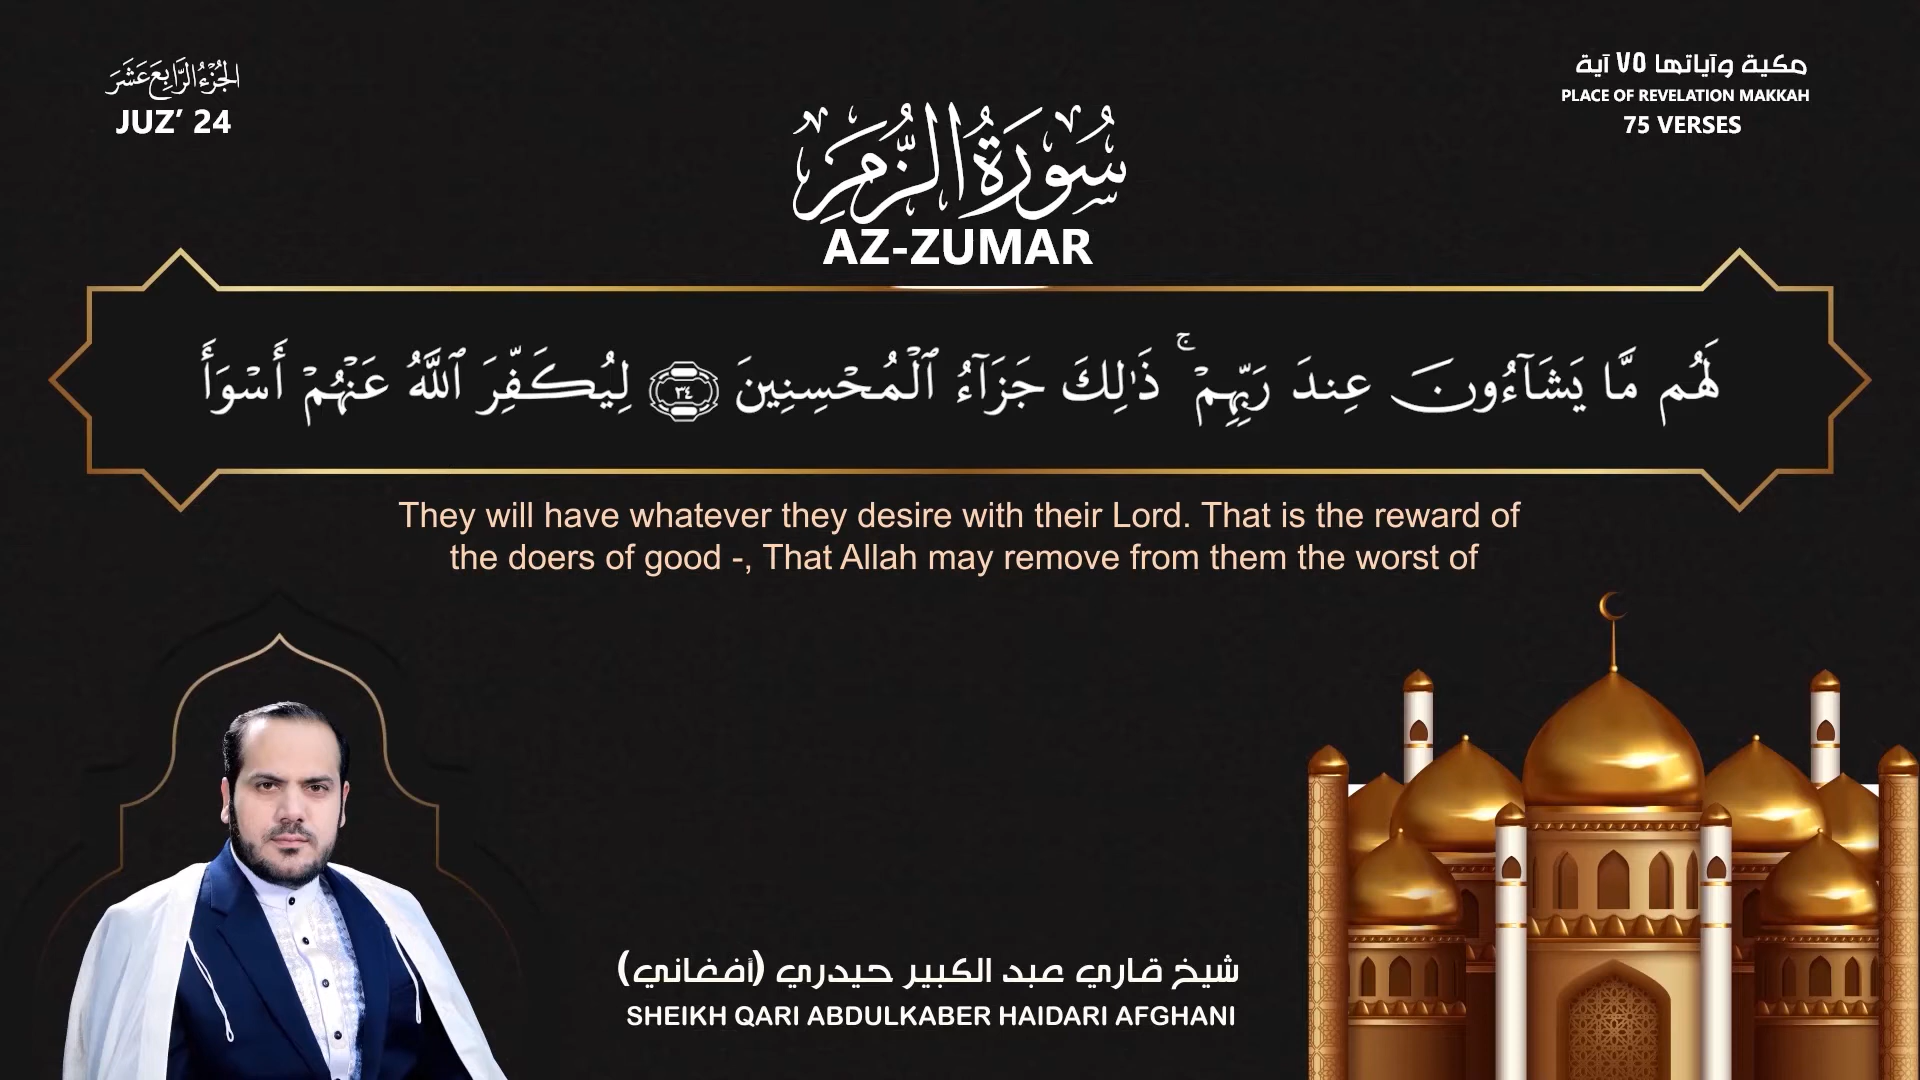 الجُزْءُ الرَّابِعَ عَشَرَ
JUZ’ 24
مكية وآياتها ٧٥ آية
PLACE OF REVELATION MAKKAH
75 VERSES
سُورَةُ الزُّمَرِ
AZ-ZUMAR
لَهُم مَّا يَشَآءُونَ عِندَ رَبِّهِمْ ۚ ذَٰلِكَ جَزَآءُ ٱلْمُحْسِنِينَ ٣٤ لِيُكَفِّرَ ٱللَّهُ عَنْهُمْ أَسْوَأَ
They will have whatever they desire with their Lord. That is the reward of
the doers of good -, That Allah may remove from them the worst of
شيخ قاري عبد الكبير حيدري (أفغاني)
SHEIKH QARI ABDULKABER HAIDARI AFGHANI